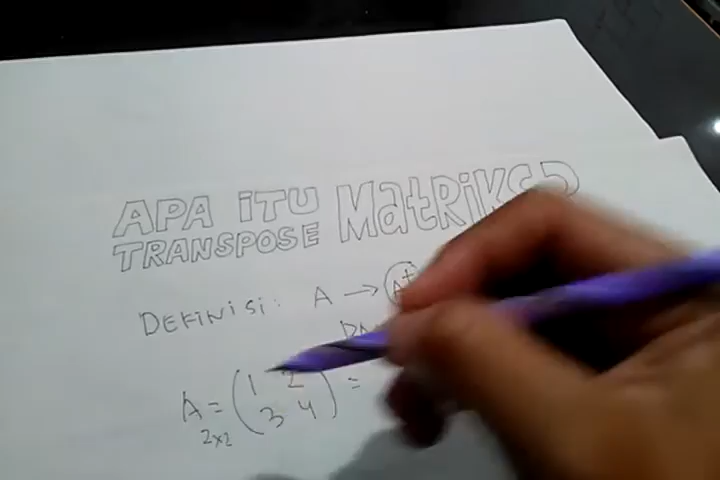 APA ITU
TRANSPOSE MatRiKS?
DEFINISI: A → A^t
A = (1 2
3 4) =
2x2